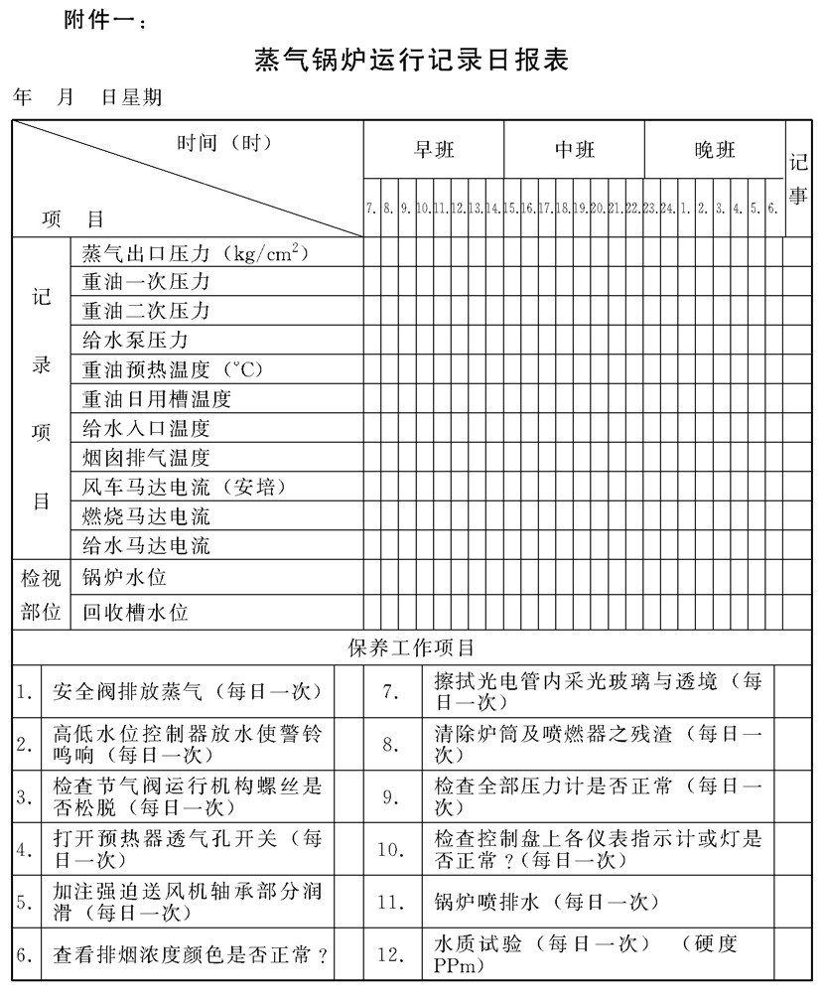 附件一：
蒸气锅炉运行记录日报表
年 月 日星期
时间（时）
项 目
早班
中班
晚班
记事
7. 8. 9. 10. 11. 12. 13. 14. 15. 16. 17. 18. 19. 20. 21. 22. 23. 24. 1. 2. 3. 4. 5. 6.
记录项目
蒸气出口压力（kg/cm²）
重油一次压力
重油二次压力
给水泵压力
重油预热温度（℃）
重油日用槽温度
给水入口温度
烟囱排气温度
风车马达电流（安培）
燃烧马达电流
给水马达电流
检视
部位
锅炉水位
回收槽水位
保养工作项目
1. 安全阀排放蒸气（每日一次）
7. 擦拭光电管内采光玻璃与透境（每
日一次）
2. 高低水位控制器放水使警铃
鸣响（每日一次）
8. 清除炉筒及喷燃器之残渣（每日一
次）
3. 检查节气阀运行机构螺丝是
否松脱（每日一次）
9. 检查全部压力计是否正常（每日一
次）
4. 打开预热器透气孔开关（每
日一次）
10. 检查控制盘上各仪表指示计或灯是
否正常？（每日一次）
5. 加注强迫送风机轴承部分润
滑（每日一次）
11. 锅炉喷排水（每日一次）
6. 查看排烟浓度颜色是否正常？
12. 水质试验（每日一次）（硬度
PPm）